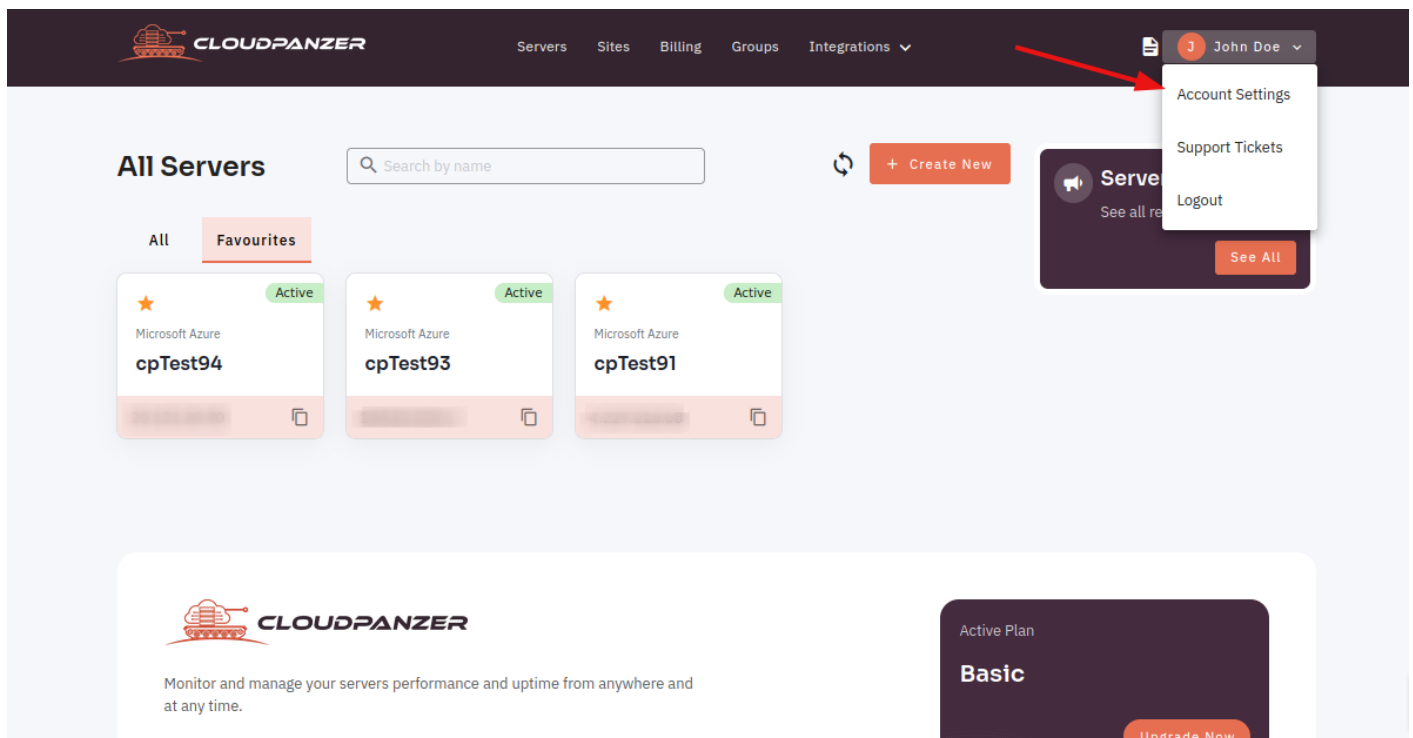 CLOUDPANZER
Servers Sites Billing Groups Integrations
J John Doe
Account Settings
Support Tickets
Logout
All Servers
Search by name
+ Create New
See all re
See All
All Favourites
Active
Microsoft Azure
cpTest94
Active
Microsoft Azure
cpTest93
Active
Microsoft Azure
cpTest91
CLOUDPANZER
Monitor and manage your servers performance and uptime from anywhere and
at any time.
Active Plan
Basic
Upgrade Now